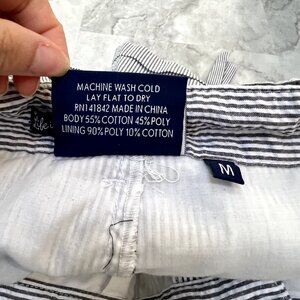 MACHINE WASH COLD
LAY FLAT TO DRY
RN141842 MADE IN CHINA
BODY 55% COTTON 45% POLY
LINING 90% POLY 10% COTTON
M